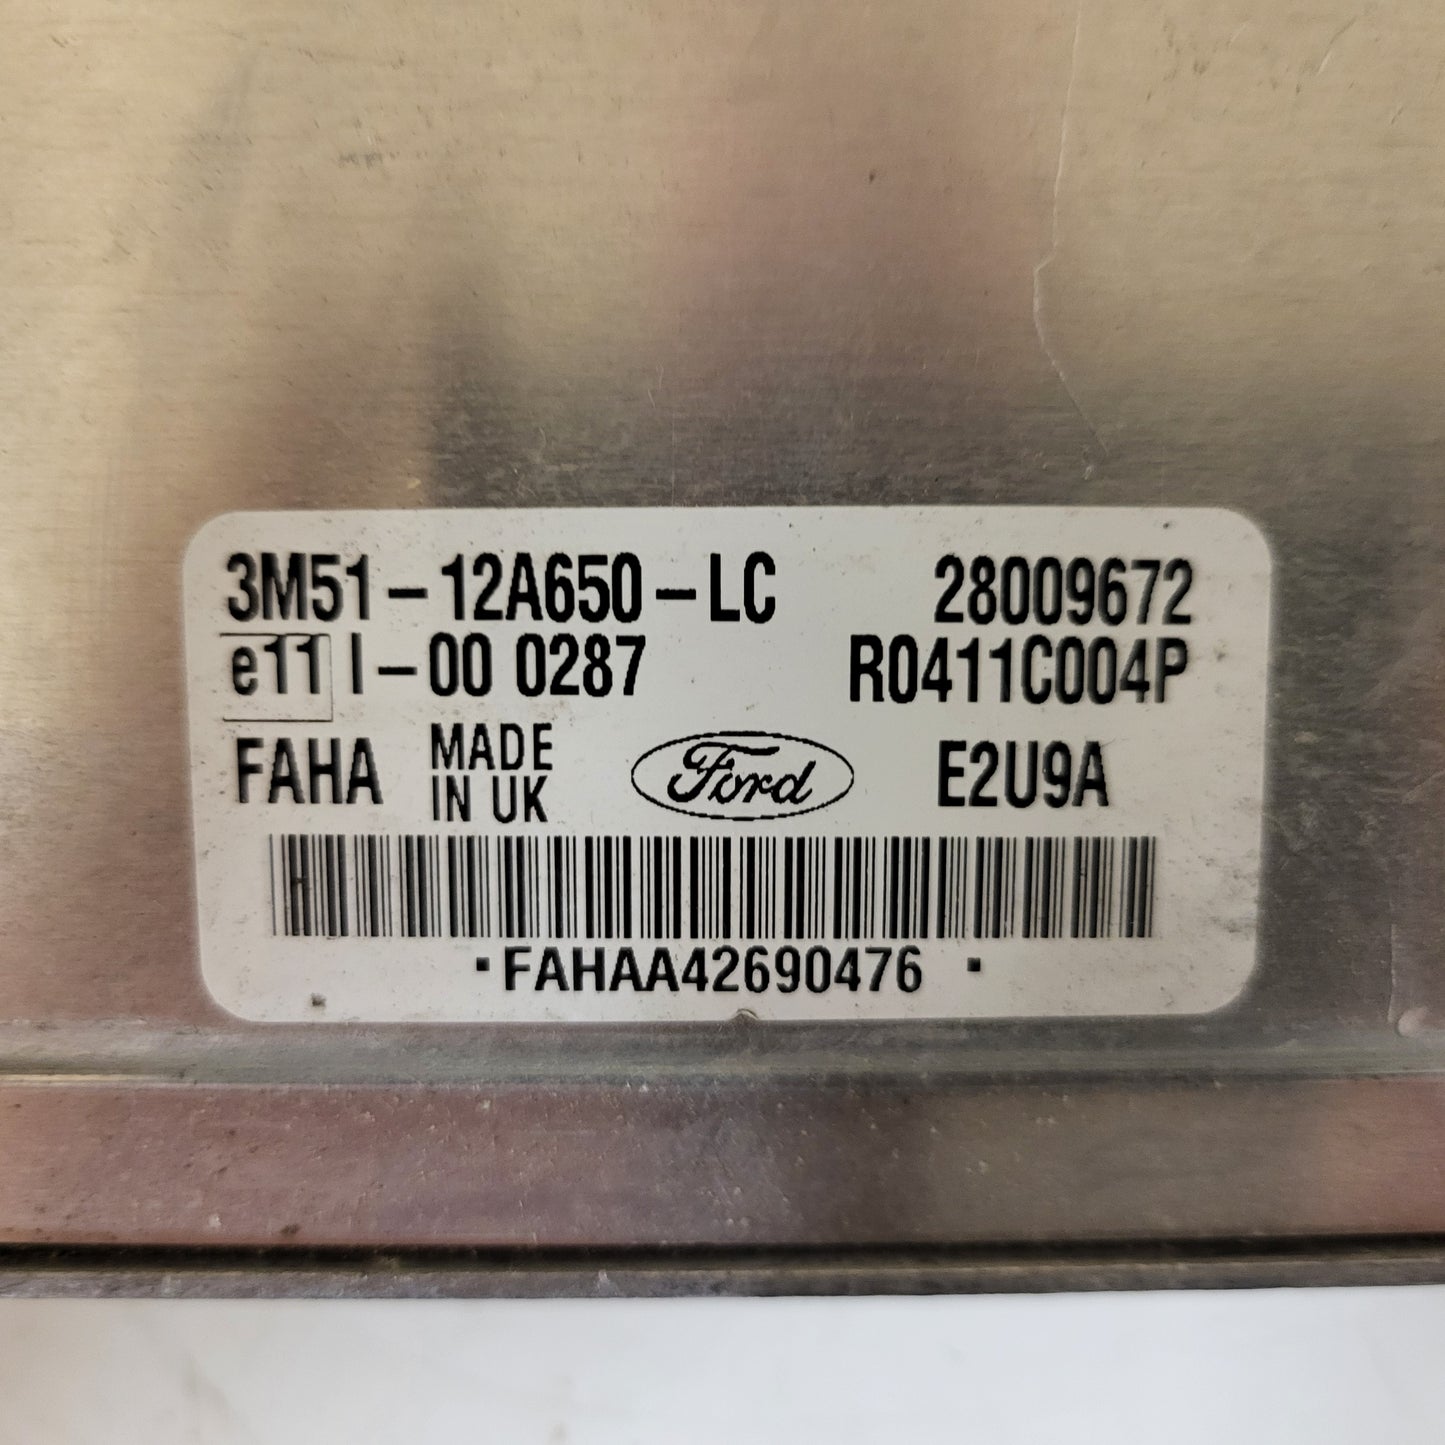 3M51-12A650-LC 28009672
e11 I-00 0287 R0411C004P
FAHA MADE IN UK Ford E2U9A
·FAHAA42690476 ·